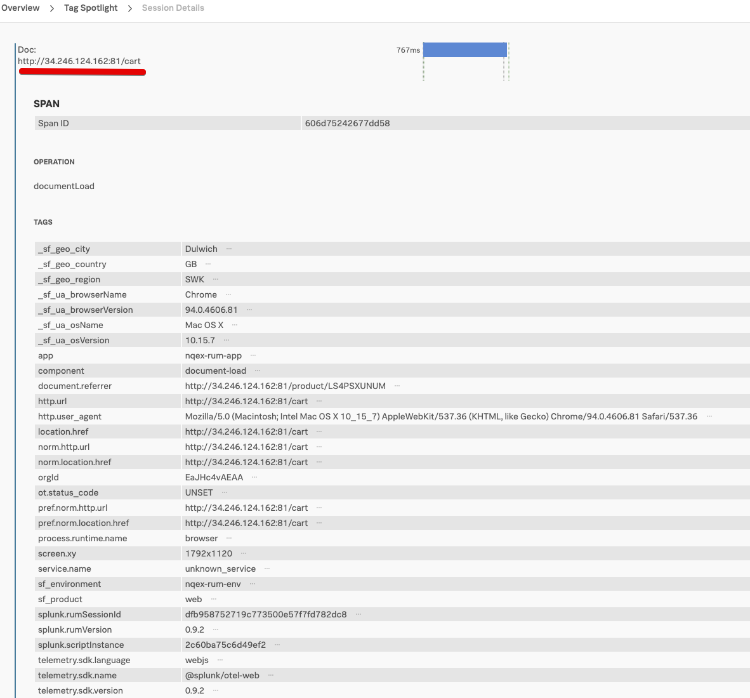 Overview > Tag Spotlight > Session Details
Doc:
http://34.246.124.162:81/cart
767ms
SPAN
Span ID 606d75242677dd58
OPERATION
documentLoad
TAGS
_sf_geo_city Dulwich ···
_sf_geo_country GB ···
_sf_geo_region SWK ···
_sf_ua_browserName Chrome ···
_sf_ua_browserVersion 94.0.4606.81 ···
_sf_ua_osName Mac OS X ···
_sf_ua_osVersion 10.15.7 ···
app nqex-rum-app ···
component document-load ···
document.referrer http://34.246.124.162:81/product/LS4PSXUNUM ···
http.url http://34.246.124.162:81/cart ···
http.user_agent Mozilla/5.0 (Macintosh; Intel Mac OS X 10_15_7) AppleWebKit/537.36 (KHTML, like Gecko) Chrome/94.0.4606.81 Safari/537.36 ···
location.href http://34.246.124.162:81/cart ···
norm.http.url http://34.246.124.162:81/cart ···
norm.location.href http://34.246.124.162:81/cart ···
orgId EaJHc4vAEAA ···
ot.status_code UNSET ···
pref.norm.http.url http://34.246.124.162:81/cart ···
pref.norm.location.href http://34.246.124.162:81/cart ···
process.runtime.name browser ···
screen.xy 1792x1120 ···
service.name unknown_service ···
sf_environment nqex-rum-env ···
sf_product web ···
splunk.rumSessionId dfb958752719c773500e57f7fd782dc8 ···
splunk.rumVersion 0.9.2 ···
splunk.scriptInstance 2c60ba75c6d49ef2 ···
telemetry.sdk.language webjs ···
telemetry.sdk.name @splunk/otel-web ···
telemetry.sdk.version 0.9.2 ···